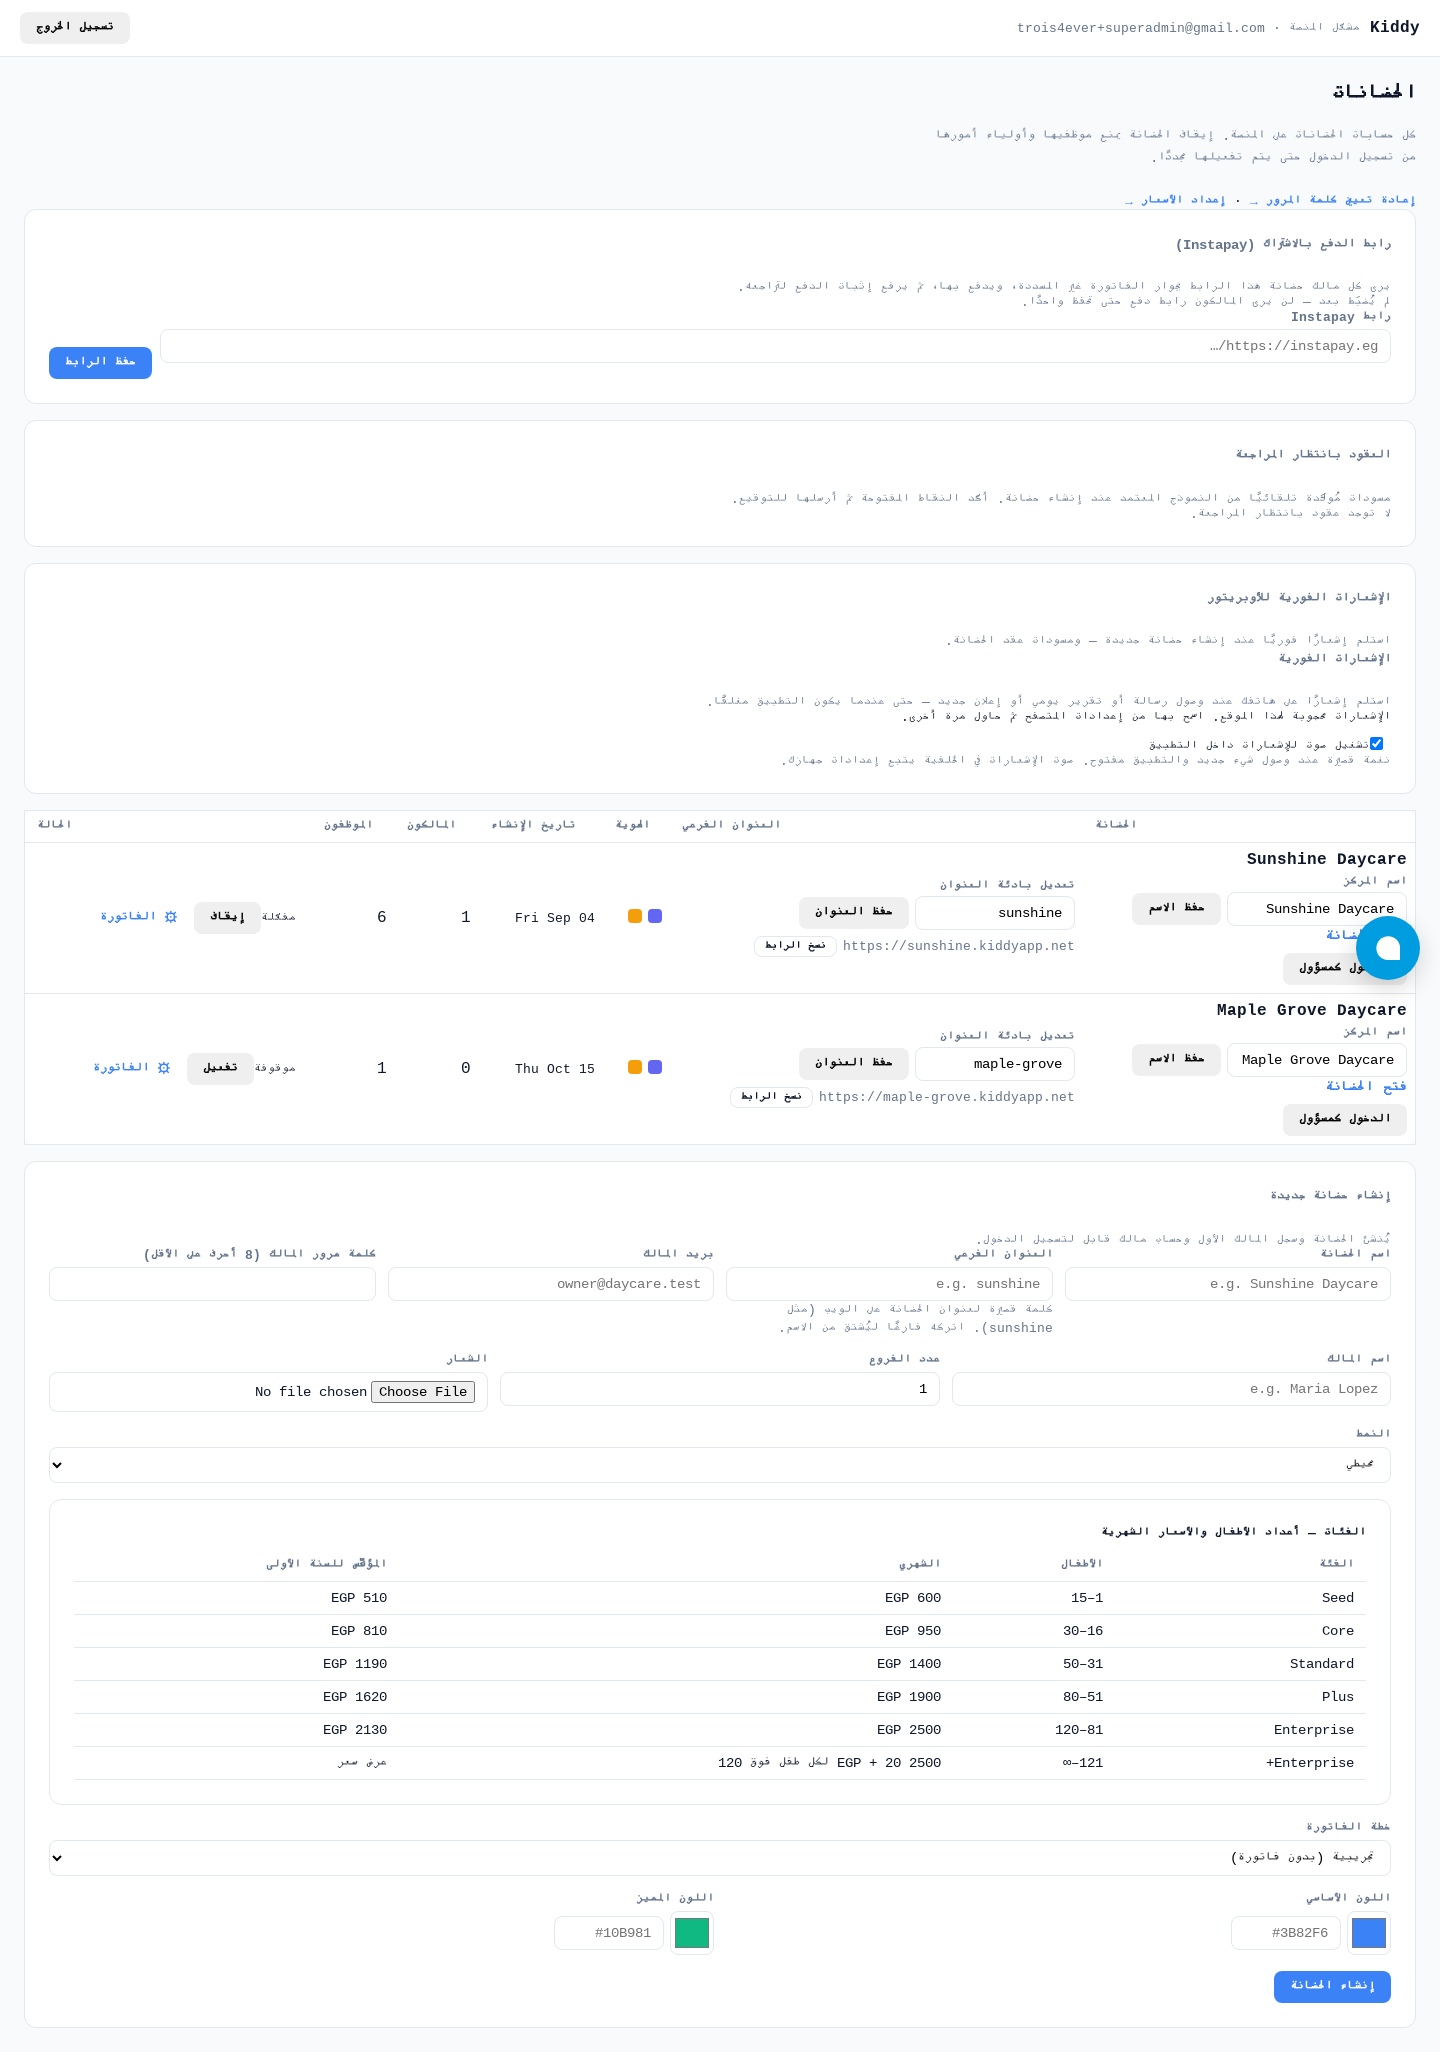 Kiddy مشغّل المنصة · trois4ever+superadmin@gmail.com
تسجيل الخروج
الحضانات
كل حسابات الحضانات على المنصة. إيقاف الحضانة يمنع موظفيها وأولياء أمورها
من تسجيل الدخول حتى يتم تفعيلها مجددًا.
إعادة تعيين كلمة المرور → · إعداد الأسعار →
رابط الدفع بالاشتراك (Instapay)
يرى كل مالك حضانة هذا الرابط بجوار الفاتورة غير المسددة، ويدفع بهاء، ثم يرفع إثبات الدفع لتراجعة.
لم يُضبَط بعد — لن يرى المالكون رابط دفع حتى تحفظ واحدًا.
رابط Instapay
https://instapay.eg/…
حفظ الرابط
العقود بانتظار المراجعة
مسودات مُولّدة تلقائيًا من النموذج المعتمد عند إنشاء حضانة. أكّد النقاط المفتوحة ثم أرسلها للتوقيع.
لا توجد عقود بانتظار المراجعة.
الإشعارات الفورية للأوبريتور
استلم إشعارًا فوريًا عند إنشاء حضانة جديدة — ومسودات عقد الحضانة.
الإشعارات الفورية
استلم إشعارًا على هاتفك عند وصول رسالة أو تقرير يومي أو إعلان جديد — حتى عندما يكون التطبيق مغلقًا.
الإشعارات محجوبة لهذا الموقع. اسمح بها من إعدادات المتصفح ثم حاول مرة أخرى.
تشغيل صوت للإشعارات داخل التطبيق
نغمة قصيرة عند وصول شيء جديد والتطبيق مفتوح. صوت الإشعارات في الخلفية يتبع إعدادات جهازك.
الحضانة العنوان الفرعي الهوية تاريخ الإنشاء المالكون الموظفون الحالة
Sunshine Daycare
اسم المركز
Sunshine Daycare حفظ الاسم
تعديل بادئة العنوان
sunshine حفظ العنوان
https://sunshine.kiddyapp.net نسخ الرابط
Fri Sep 04 1 6 مفعّلة إيقاف ⚙ الفاتورة
Maple Grove Daycare
اسم المركز
Maple Grove Daycare حفظ الاسم
فتح الحضانة
الدخول كمسؤول
تعديل بادئة العنوان
maple-grove حفظ العنوان
https://maple-grove.kiddyapp.net نسخ الرابط
Thu Oct 15 0 1 موقوفة تفعيل ⚙ الفاتورة
إنشاء حضانة جديدة
يُنشئ الحضانة وسجل المالك الأول وحساب مالك قابل لتسجيل الدخول.
اسم الحضانة العنوان الفرعي بريد المالك كلمة مرور المالك (8 أحرف على الأقل)
e.g. Sunshine Daycare e.g. sunshine owner@daycare.test
كلمة قصيرة لعنوان الحضانة على الويب (مثل
sunshine). اتركه فارغًا ليُشتق من الاسم.
اسم المالك عدد الفروع الشعار
e.g. Maria Lopez 1 Choose File No file chosen
النمط
محيطي
الفئات — أعداد الأطفال والأسعار الشهرية
الفئة الأطفال الشهري المؤسّس للسنة الأولى
Seed 15–1 EGP 600 EGP 510
Core 30–16 EGP 950 EGP 810
Standard 50–31 EGP 1400 EGP 1190
Plus 80–51 EGP 1900 EGP 1620
Enterprise 120–81 EGP 2500 EGP 2130
Enterprise+ ∞–121 2500 EGP + 20 لكل طفل فوق 120 عرض سعر
خطة الفاتورة
تجريبية (بدون فاتورة)
اللون الأساسي اللون المميز
#3B82F6 #10B981
إنشاء الحضانة